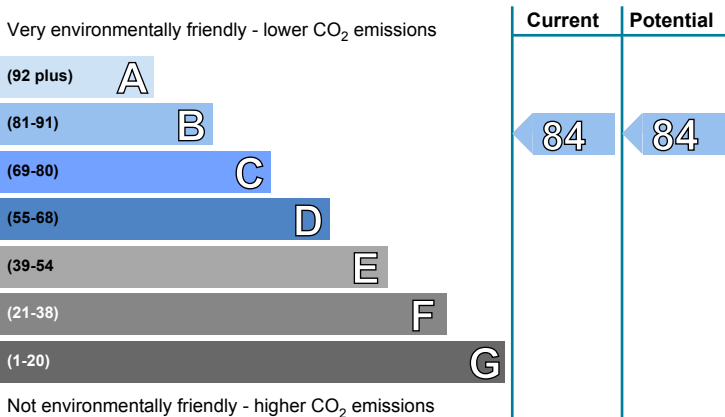 Current Potential
Very environmentally friendly - lower CO₂ emissions
(92 plus) A
(81-91) B 84 84
(69-80) C
(55-68) D
(39-54 E
(21-38) F
(1-20) G
Not environmentally friendly - higher CO₂ emissions